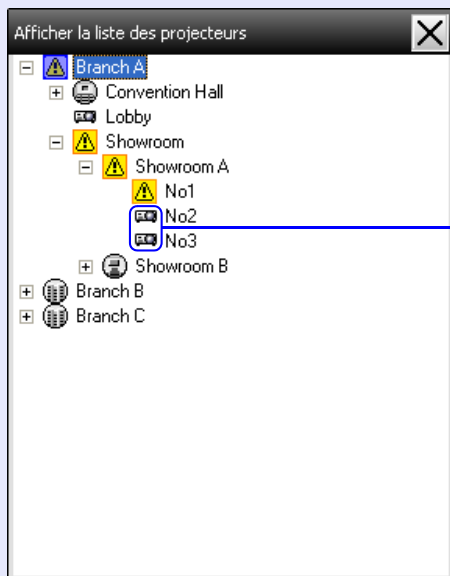 Afficher la liste des projecteurs
Branch A
Convention Hall
Lobby
Showroom
Showroom A
No1
No2
No3
Showroom B
Branch B
Branch C